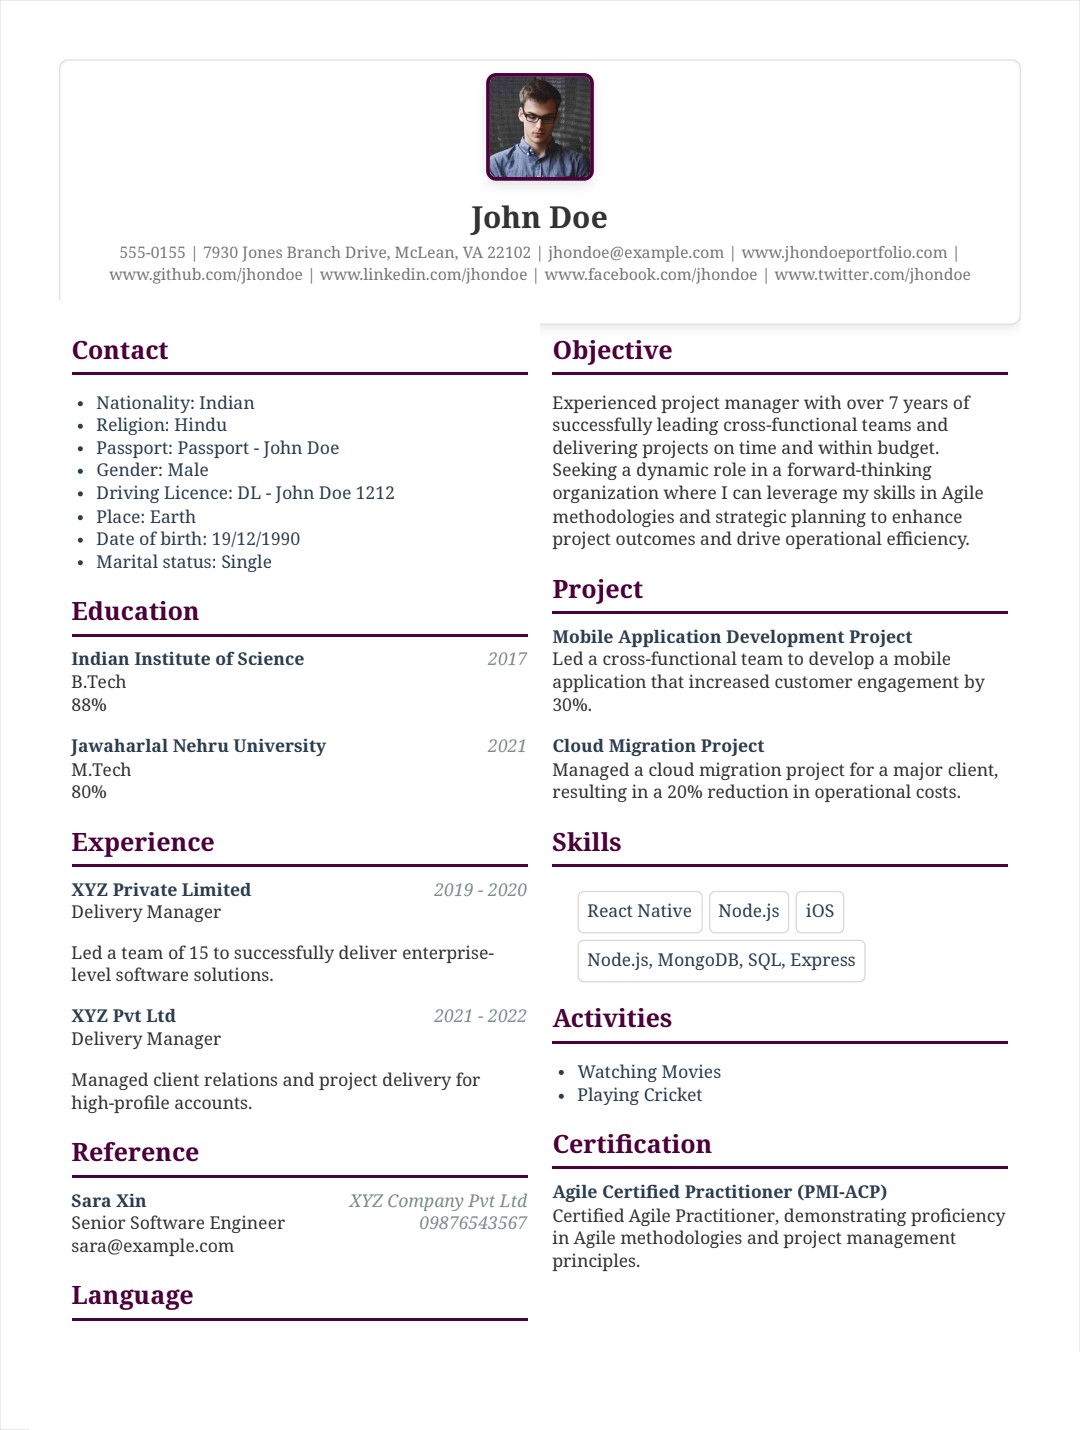 John Doe
555-0155 | 7930 Jones Branch Drive, McLean, VA 22102 | jhondoe@example.com | www.jhondoeportfolio.com |
www.github.com/jhondoe | www.linkedin.com/jhondoe | www.facebook.com/jhondoe | www.twitter.com/jhondoe
Contact
• Nationality: Indian
• Religion: Hindu
• Passport: Passport - John Doe
• Gender: Male
• Driving Licence: DL - John Doe 1212
• Place: Earth
• Date of birth: 19/12/1990
• Marital status: Single
Education
Indian Institute of Science 2017
B.Tech
88%
Jawaharlal Nehru University 2021
M.Tech
80%
Experience
XYZ Private Limited 2019 - 2020
Delivery Manager
Led a team of 15 to successfully deliver enterprise-
level software solutions.
XYZ Pvt Ltd 2021 - 2022
Delivery Manager
Managed client relations and project delivery for
high-profile accounts.
Reference
Sara Xin XYZ Company Pvt Ltd
Senior Software Engineer 09876543567
sara@example.com
Language
Objective
Experienced project manager with over 7 years of
successfully leading cross-functional teams and
delivering projects on time and within budget.
Seeking a dynamic role in a forward-thinking
organization where I can leverage my skills in Agile
methodologies and strategic planning to enhance
project outcomes and drive operational efficiency.
Project
Mobile Application Development Project
Led a cross-functional team to develop a mobile
application that increased customer engagement by
30%.
Cloud Migration Project
Managed a cloud migration project for a major client,
resulting in a 20% reduction in operational costs.
Skills
React Native Node.js iOS
Node.js, MongoDB, SQL, Express
Activities
• Watching Movies
• Playing Cricket
Certification
Agile Certified Practitioner (PMI-ACP)
Certified Agile Practitioner, demonstrating proficiency
in Agile methodologies and project management
principles.